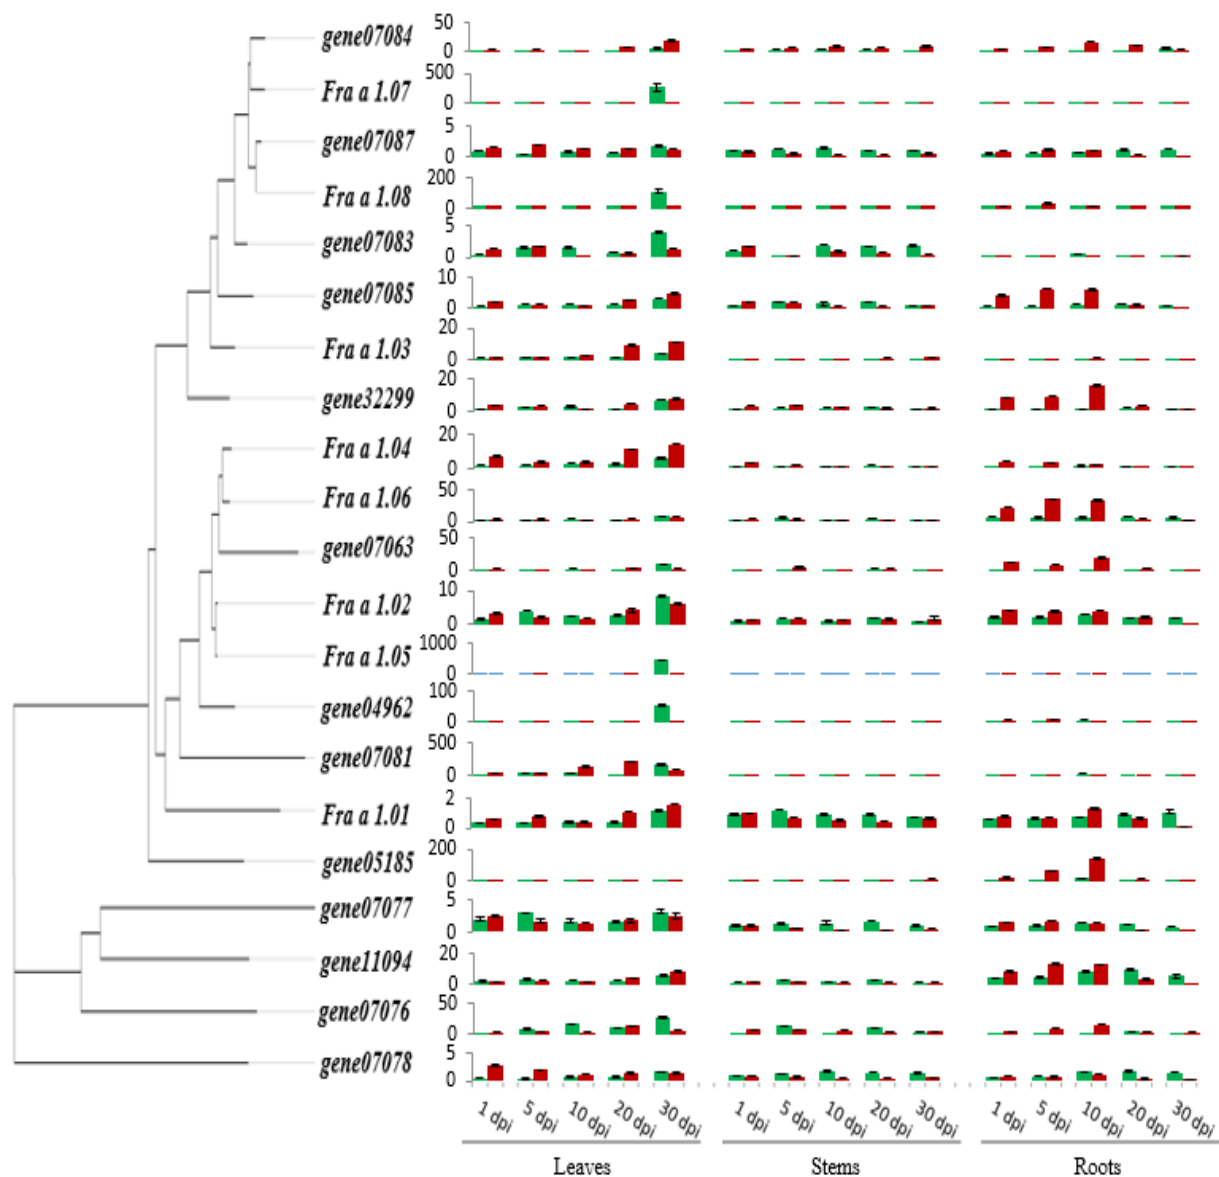 gene07084 50 0
Fra a 1.07 500 0
gene07087 5 0
Fra a 1.08 200 0
gene07083 5 0
gene07085 10 0
Fra a 1.03 20 0
gene32299 20 0
Fra a 1.04 20 0
Fra a 1.06 50 0
gene07063 50 0
Fra a 1.02 10 0
Fra a 1.05 1000 0
gene04962 100 0
gene07081 500 0
Fra a 1.01 2 0
gene05185 200 0
gene07077 5 0
gene11094 20 0
gene07076 50 0
gene07078 5 0
1 dpi 5 dpi 10 dpi 20 dpi 30 dpi 1 dpi 5 dpi 10 dpi 20 dpi 30 dpi 1 dpi 5 dpi 10 dpi 20 dpi 30 dpi
Leaves Stems Roots